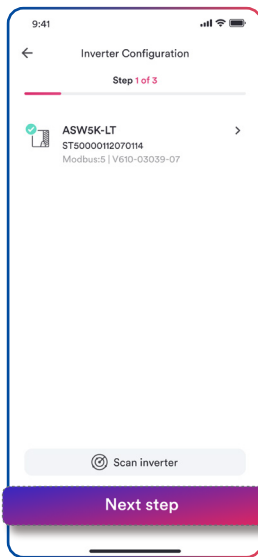 9:41
Inverter Configuration
Step 1 of 3
ASW5K-LT
ST50000112070114
Modbus:5 | V610-03039-07
Scan inverter
Next step